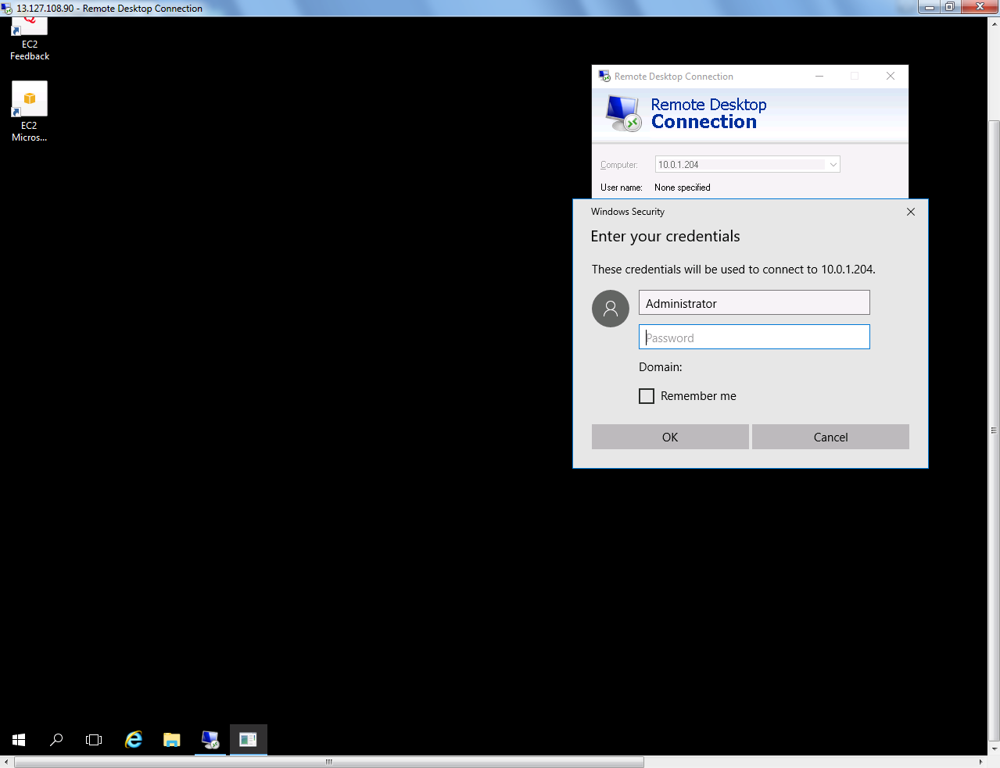 13.127.108.90 - Remote Desktop Connection
EC2
Feedback
EC2
Micros...
Remote Desktop Connection
Remote Desktop
Connection
Computer: 10.0.1.204
User name: None specified
Windows Security
Enter your credentials
These credentials will be used to connect to 10.0.1.204.
Administrator
Password
Domain:
Remember me
OK Cancel